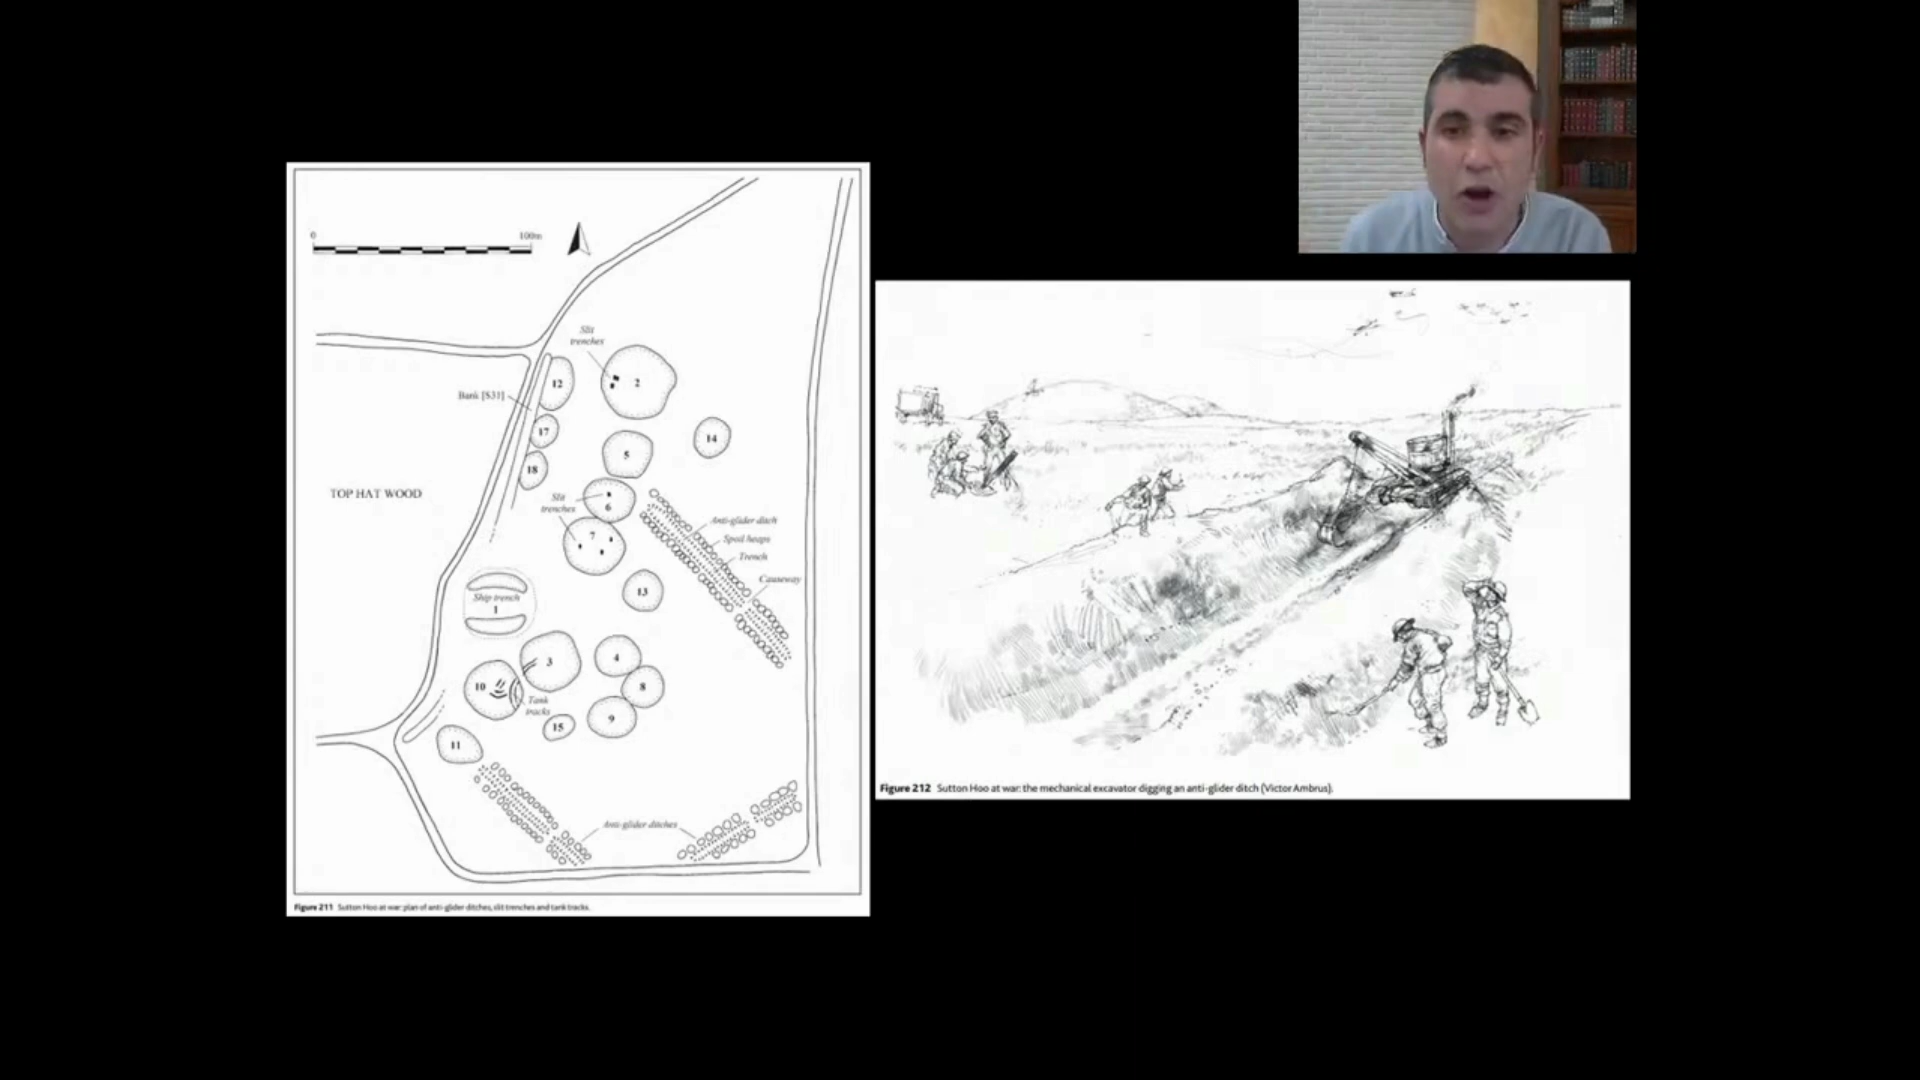 0 100m
Slit
trenches
12
2
Bank [S31]
17
14
5
18
TOP HAT WOOD
Slit
trenches
6
7
Anti-glider ditch
Spoil heaps
Trench
Causeway
13
Ship trench
1
3
4
10
8
Tank
tracks
9
15
11
Anti-glider ditches
Figure 211 Sutton Hoo at war: plan of anti-glider ditches, slit trenches and tank tracks.
Figure 212 Sutton Hoo at war: the mechanical excavator digging an anti-glider ditch (Victor Ambrus).